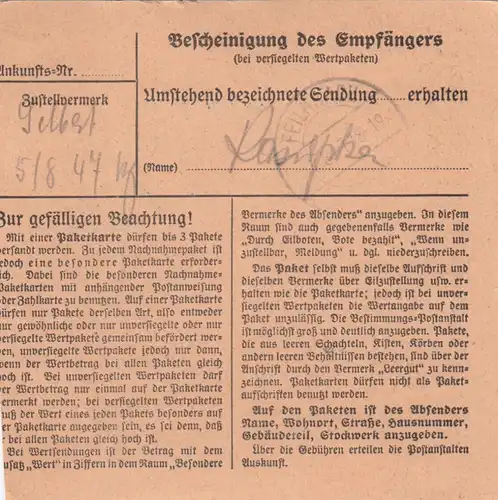 Bescheinigung des Empfängers
(bei versiegelten Wertpaketen)
Ankunfts=Nr.
Zustellvermerk
Umstehend bezeichnete Sendung ...... erhalten
Selbst
5/8 47
(Name)
FEIL
Zur gefälligen Beachtung!
Mit einer Paketkarte dürfen bis 3 Pakete
versandt werden. Zu jedem Nachnahmepaket ist
jedoch eine besondere Paketkarte erforder=
lich. Dabei sind die besonderen Nachnahme=
Paketkarten mit anhängender Postanweisung
oder Zahlkarte zu benutzen. Auf einer Paketkarte
dürfen nur Pakete derselben Art, also entweder
nur gewöhnliche oder nur unversiegelte oder nur
versiegelte Wertpakete gemeinsam befördert wer=
den, unversiegelte Wertpakete jedoch nur dann,
wenn der Wertbetrag bei allen Paketen gleich
hoch ist. Bei unversiegelten Wertpaketen darf
der Wertbetrag nur einmal auf der Paketkarte
vermerkt werden; bei versiegelten Wertpaketen
muß der Wert eines jeden Pakets besonders auf
der Paketkarte angegeben sein, es sei denn, daß
er bei allen Paketen gleich hoch ist.
Bei Wertsendungen ist der Betrag mit dem
Zusatz „Wert" in Ziffern in dem Raum „Besondere
Vermerke des Absenders" anzugeben. In diesem
Raum sind auch gegebenenfalls Vermerke wie
„Durch Eilboten, Bote bezahlt", „Wenn un=
zustellbar, Meldung" u. dgl. niederzuschreiben.
Das Paket selbst muß dieselbe Aufschrift und
dieselben Vermerke über Eilzustellung usw. er=
halten wie die Paketkarte; jedoch ist bei unver=
siegelten Wertpaketen die Wertangabe auf dem
Paket unzulässig. Die Bestimmungs=Postanstalt
ist möglichst groß und deutlich anzugeben. Pakete,
die aus leeren Schachteln, Kisten, Körben oder
andern leeren Behältnissen bestehen, sind über der
Anschrift durch den Vermerk „Leergut" zu kenn=
zeichnen. Paketkarten dürfen nicht als Paket=
aufschriften benutzt werden.
Auf den Paketen ist des Absenders
Name, Wohnort, Straße, Hausnummer,
Gebäudeteil, Stockwerk anzugeben.
Über die Gebühren erteilen die Postanstalten
Auskunft.